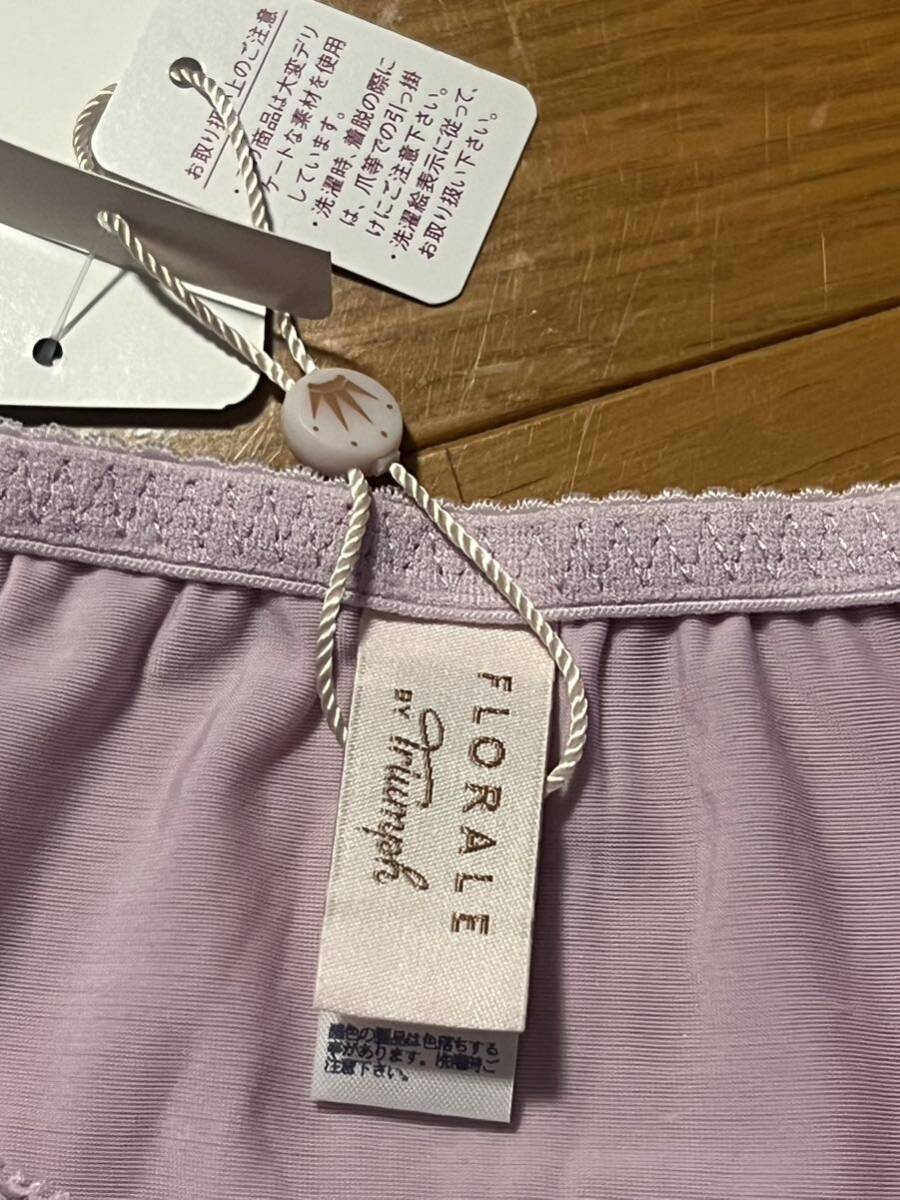 お取り扱い上のご注意
商品は大変デリ
ケートな素材を使用
しています。
・洗濯時、着脱の際に
は、爪等での引っ掛
けにご注意下さい。
・洗濯絵表示に従って、
お取り扱い下さい。
FLORALE
BY Triumph
色の製品は色落ちする
事があります。洗濯時ご
注意下さい。